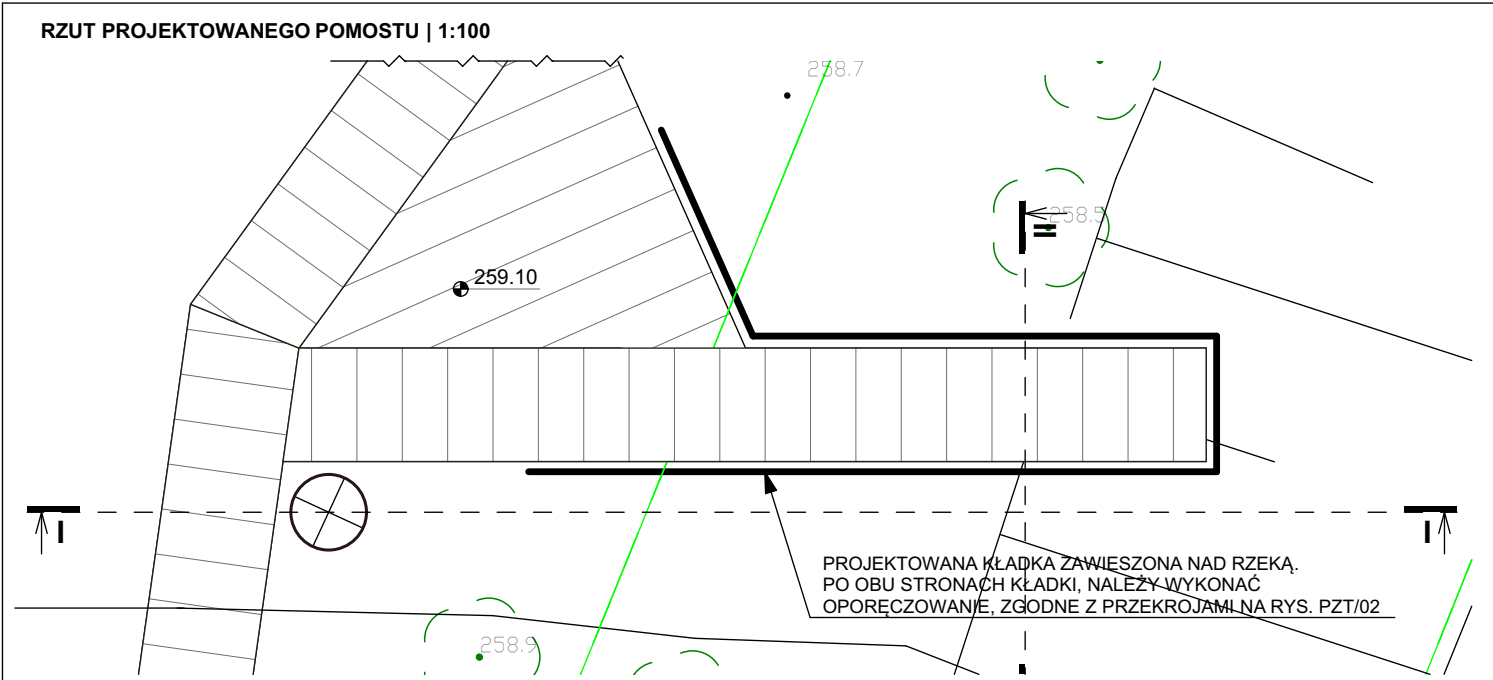 RZUT PROJEKTOWANEGO POMOSTU | 1:100
258.7
258.5
II
259.10
I
I
PROJEKTOWANA KŁADKA ZAWIESZONA NAD RZEKĄ.
PO OBU STRONACH KŁADKI, NALEŻY WYKONAĆ
OPORĘCZOWANIE, ZGODNE Z PRZEKROJAMI NA RYS. PZT/02
258.9